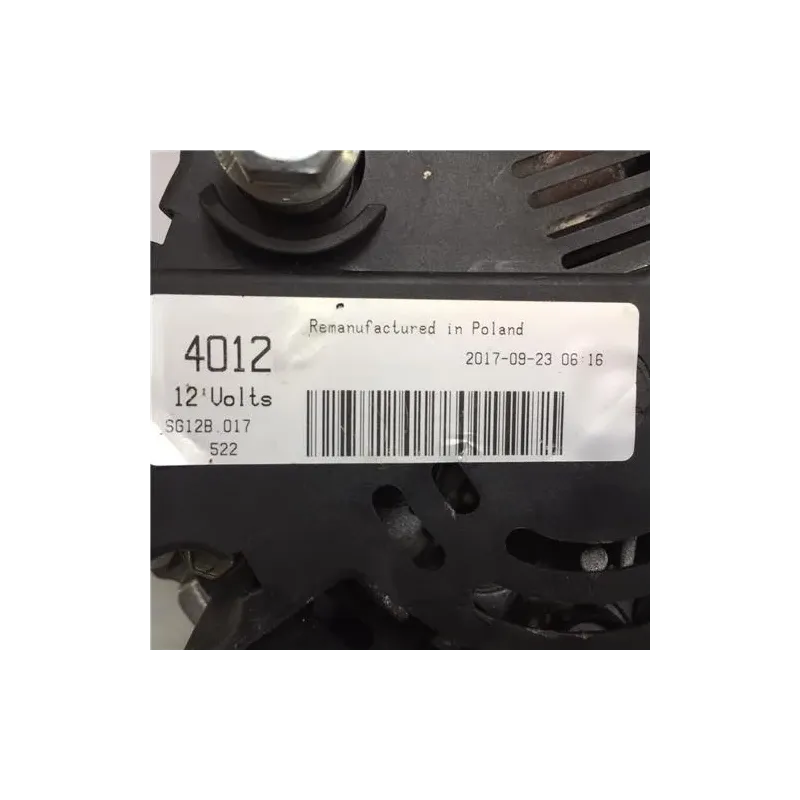 Remanufactured in Poland
4012
2017-09-23 06:16
12 Volts
SG12B.017
522